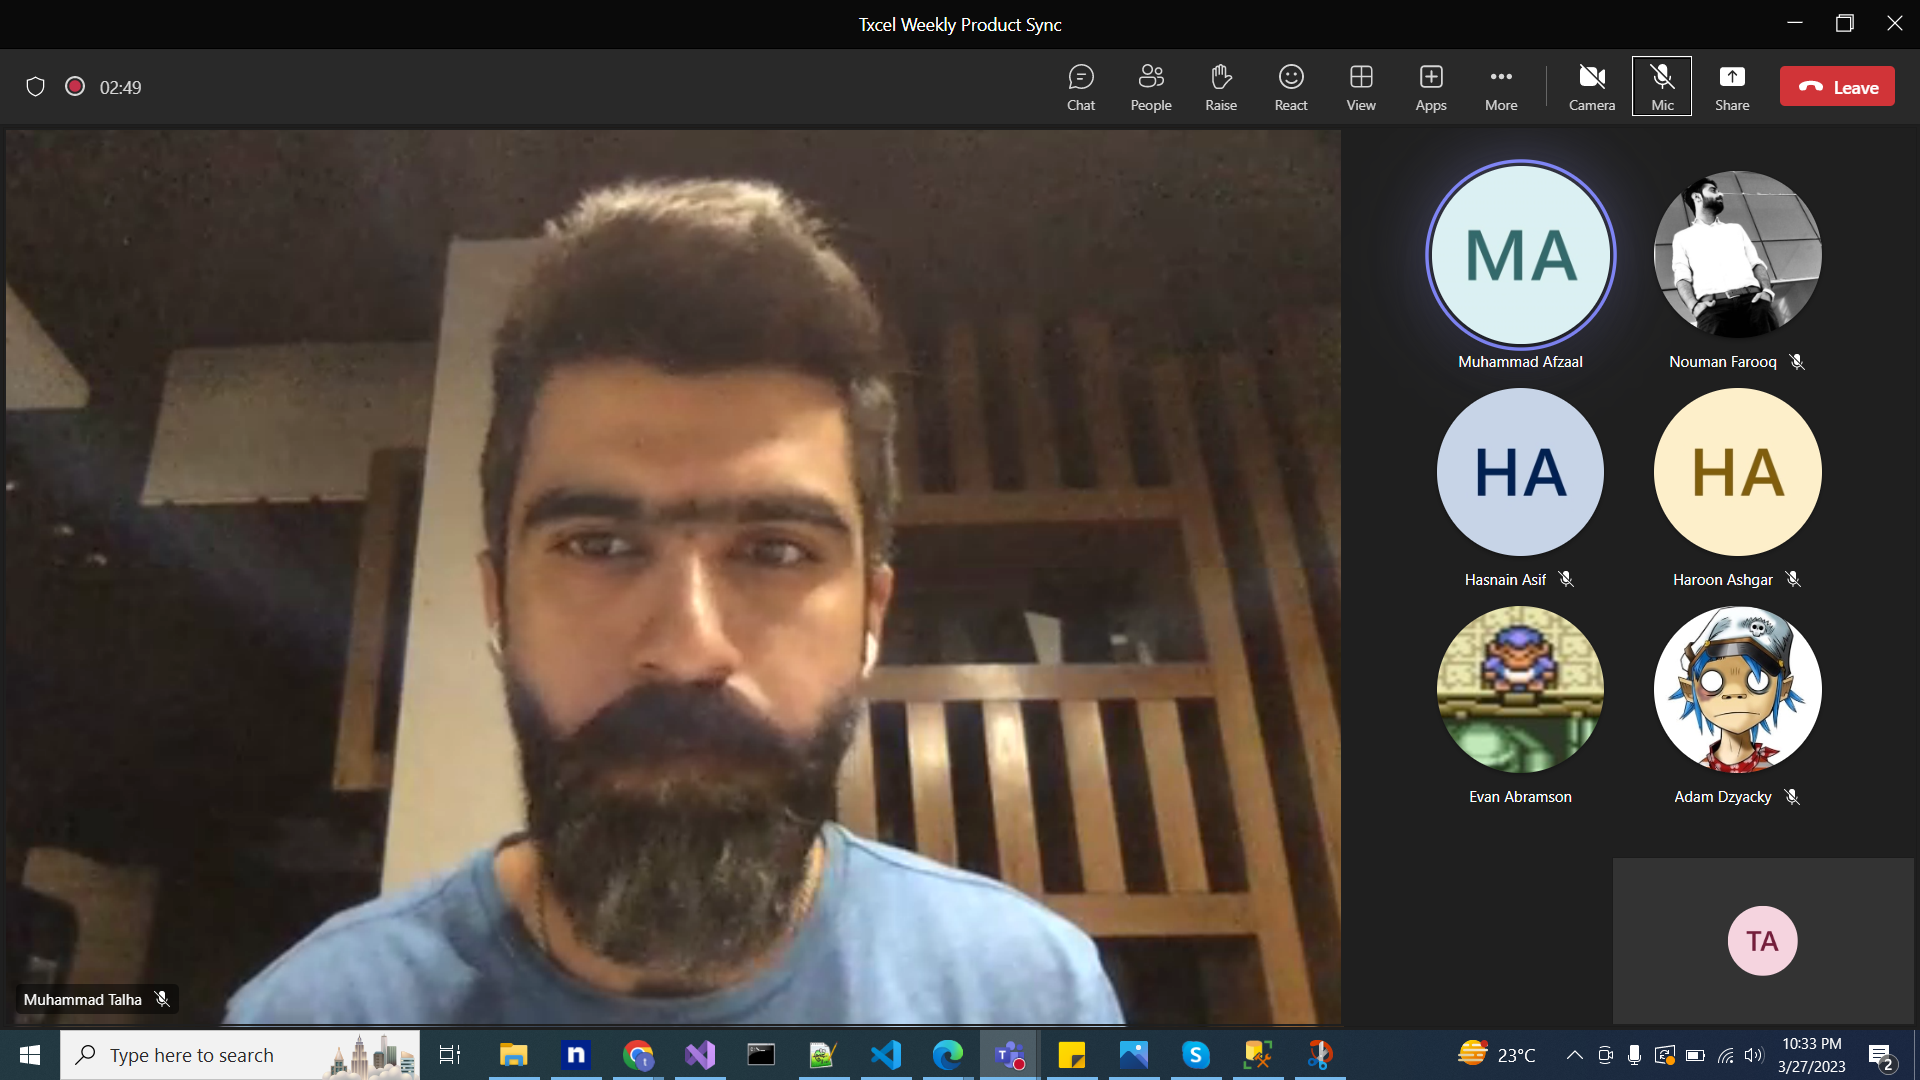 Txcel Weekly Product Sync
02:49
Chat
People
Raise
React
View
Apps
More
Camera
Mic
Share
Leave
MA
Muhammad Afzaal
Nouman Farooq
HA
HA
Hasnain Asif
Haroon Ashgar
Evan Abramson
Adam Dzyacky
TA
Muhammad Talha
Type here to search
n
t
T
S
23°C
10:33 PM
3/27/2023
2